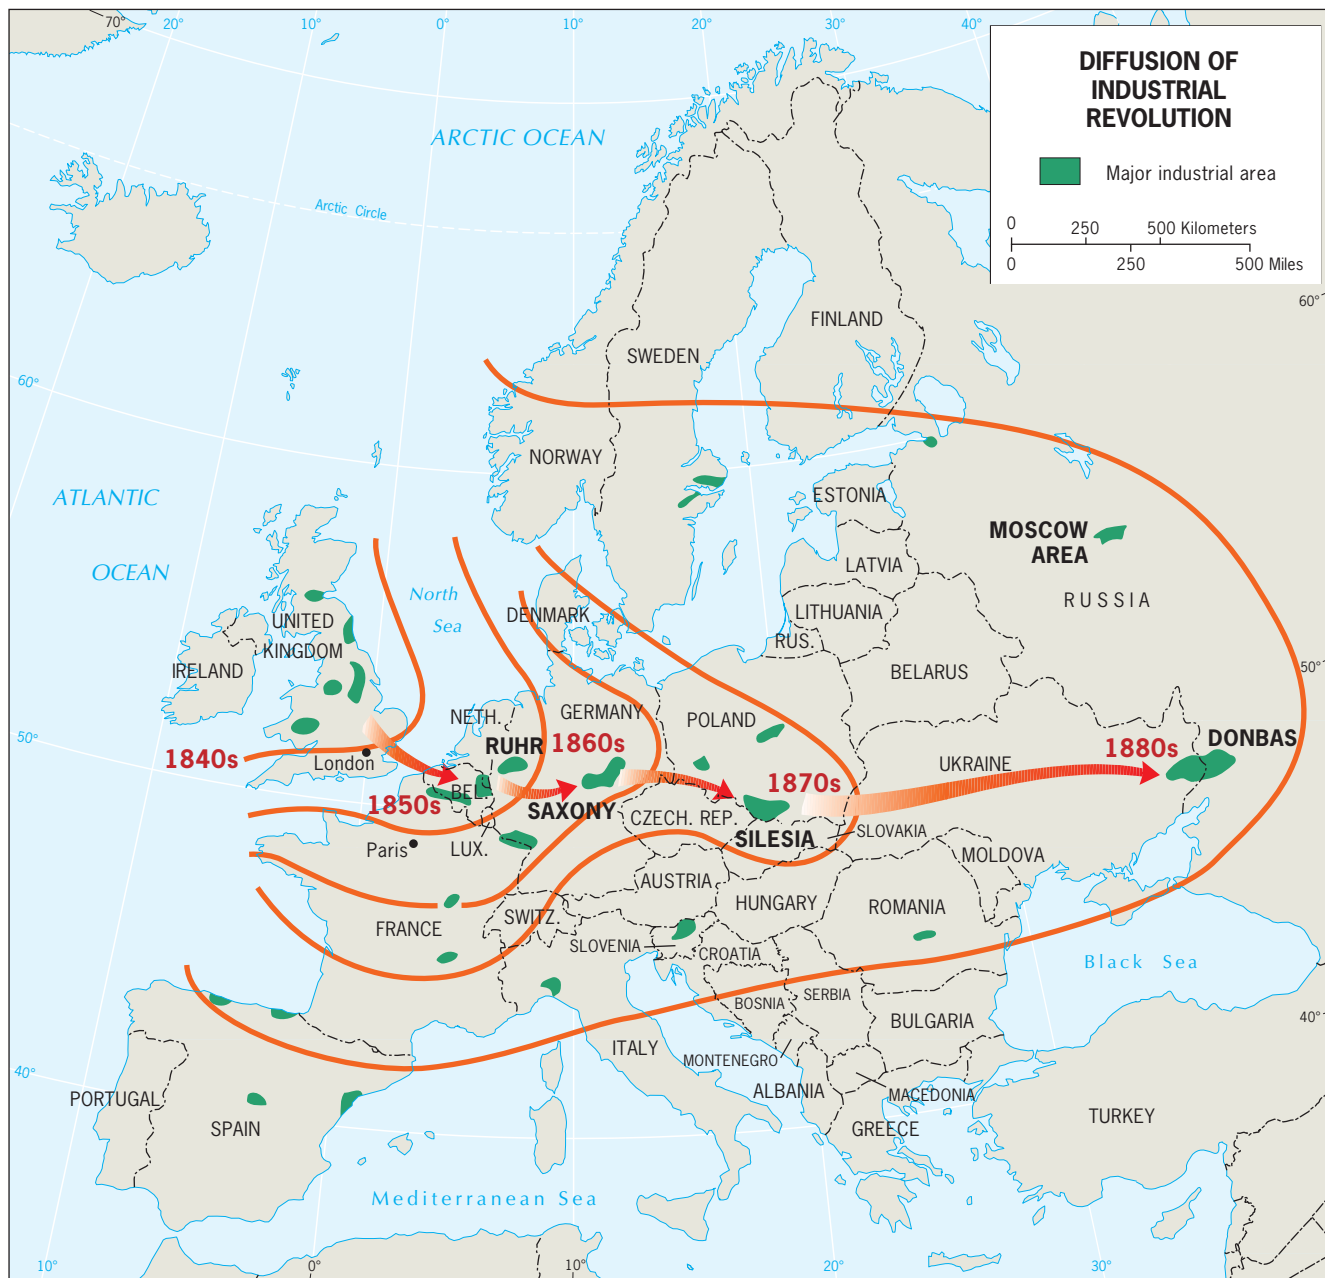 70°
20°
10°
0°
10°
20°
30°
40°
DIFFUSION OF
INDUSTRIAL
REVOLUTION
Major industrial area
0 250 500 Kilometers
0 250 500 Miles
ARCTIC OCEAN
Arctic Circle
60°
FINLAND
SWEDEN
60°
NORWAY
ATLANTIC
OCEAN
ESTONIA
MOSCOW
AREA
LATVIA
North
Sea
RUSSIA
DENMARK
LITHUANIA
UNITED
KINGDOM
RUS.
IRELAND
BELARUS
50°
NETH.
GERMANY
POLAND
50°
RUHR
1860s
1880s
DONBAS
1840s
London
UKRAINE
BEL.
1870s
1850s
SAXONY
CZECH. REP.
SILESIA
SLOVAKIA
Paris
LUX.
MOLDOVA
AUSTRIA
HUNGARY
ROMANIA
SWITZ.
FRANCE
SLOVENIA
CROATIA
Black Sea
BOSNIA
SERBIA
BULGARIA
40°
ITALY
MONTENEGRO
40°
ALBANIA
MACEDONIA
PORTUGAL
SPAIN
GREECE
TURKEY
Mediterranean Sea
10°
0°
10°
20°
30°